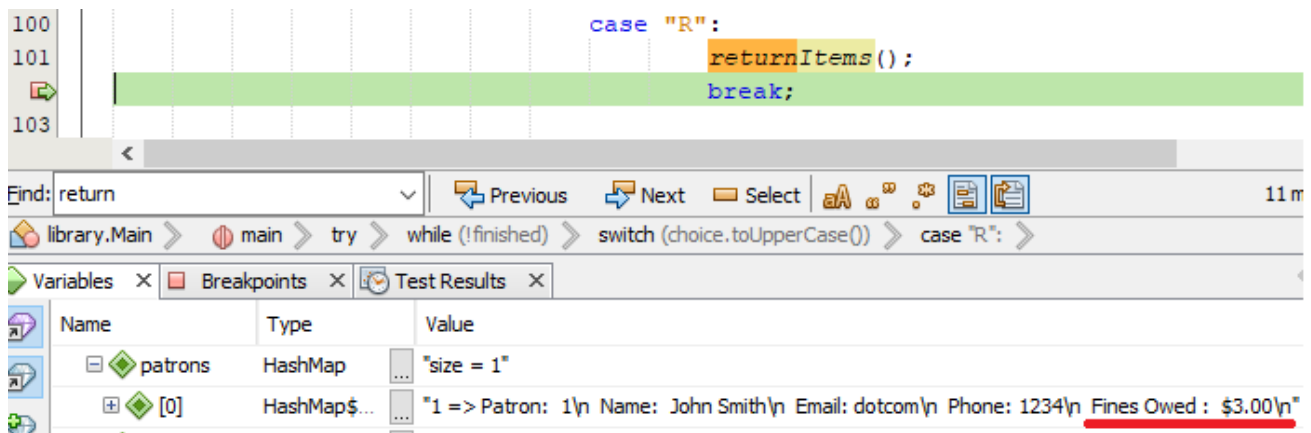 100 case "R":
101 returnItems();
break;
103
Find: return Previous Next Select aA 11 m
library.Main main try while (!finished) switch (choice.toUpperCase()) case "R":
Variables Breakpoints Test Results
Name Type Value
patrons HashMap ... "size = 1"
[0] HashMap$... ... "1 => Patron: 1\n Name: John Smith\n Email: dotcom\n Phone: 1234\n Fines Owed : $3.00\n"